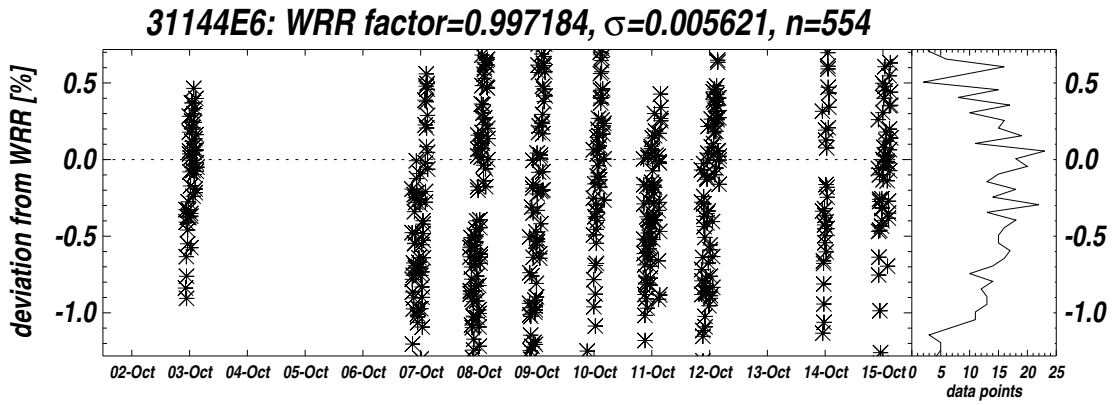 31144E6: WRR factor=0.997184, σ=0.005621, n=554
deviation from WRR [%]
0.5
0.0
-0.5
-1.0
02-Oct 03-Oct 04-Oct 05-Oct 06-Oct 07-Oct 08-Oct 09-Oct 10-Oct 11-Oct 12-Oct 13-Oct 14-Oct 15-Oct
0 5 10 15 20 25
data points
0.5
0.0
-0.5
-1.0